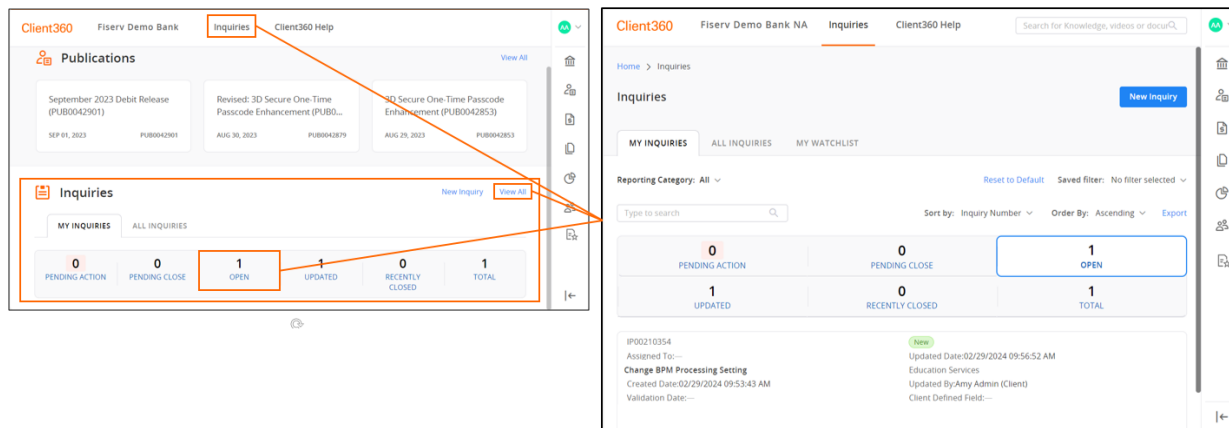 Client360 Fiserv Demo Bank Inquiries Client360 Help AA
Publications View All
September 2023 Debit Release
(PUB0042901)
SEP 01, 2023 PUB0042901
Revised: 3D Secure One-Time
Passcode Enhancement (PUB0...
AUG 30, 2023 PUB0042879
3D Secure One-Time Passcode
Enhancement (PUB0042853)
AUG 29, 2023 PUB0042853
Inquiries New Inquiry View All
MY INQUIRIES ALL INQUIRIES
0 0 1 1 0 1
PENDING ACTION PENDING CLOSE OPEN UPDATED RECENTLY CLOSED TOTAL
Client360 Fiserv Demo Bank NA Inquiries Client360 Help Search for Knowledge, videos or docur AA
Home > Inquiries
Inquiries New Inquiry
MY INQUIRIES ALL INQUIRIES MY WATCHLIST
Reporting Category: All Reset to Default Saved filter: No filter selected
Type to search Sort by: Inquiry Number Order By: Ascending Export
0 0 1
PENDING ACTION PENDING CLOSE OPEN
1 0 1
UPDATED RECENTLY CLOSED TOTAL
IP00210354 New
Assigned To:--- Updated Date:02/29/2024 09:56:52 AM
Change BPM Processing Setting Education Services
Created Date:02/29/2024 09:53:43 AM Updated By:Amy Admin (Client)
Validation Date:--- Client Defined Field:---